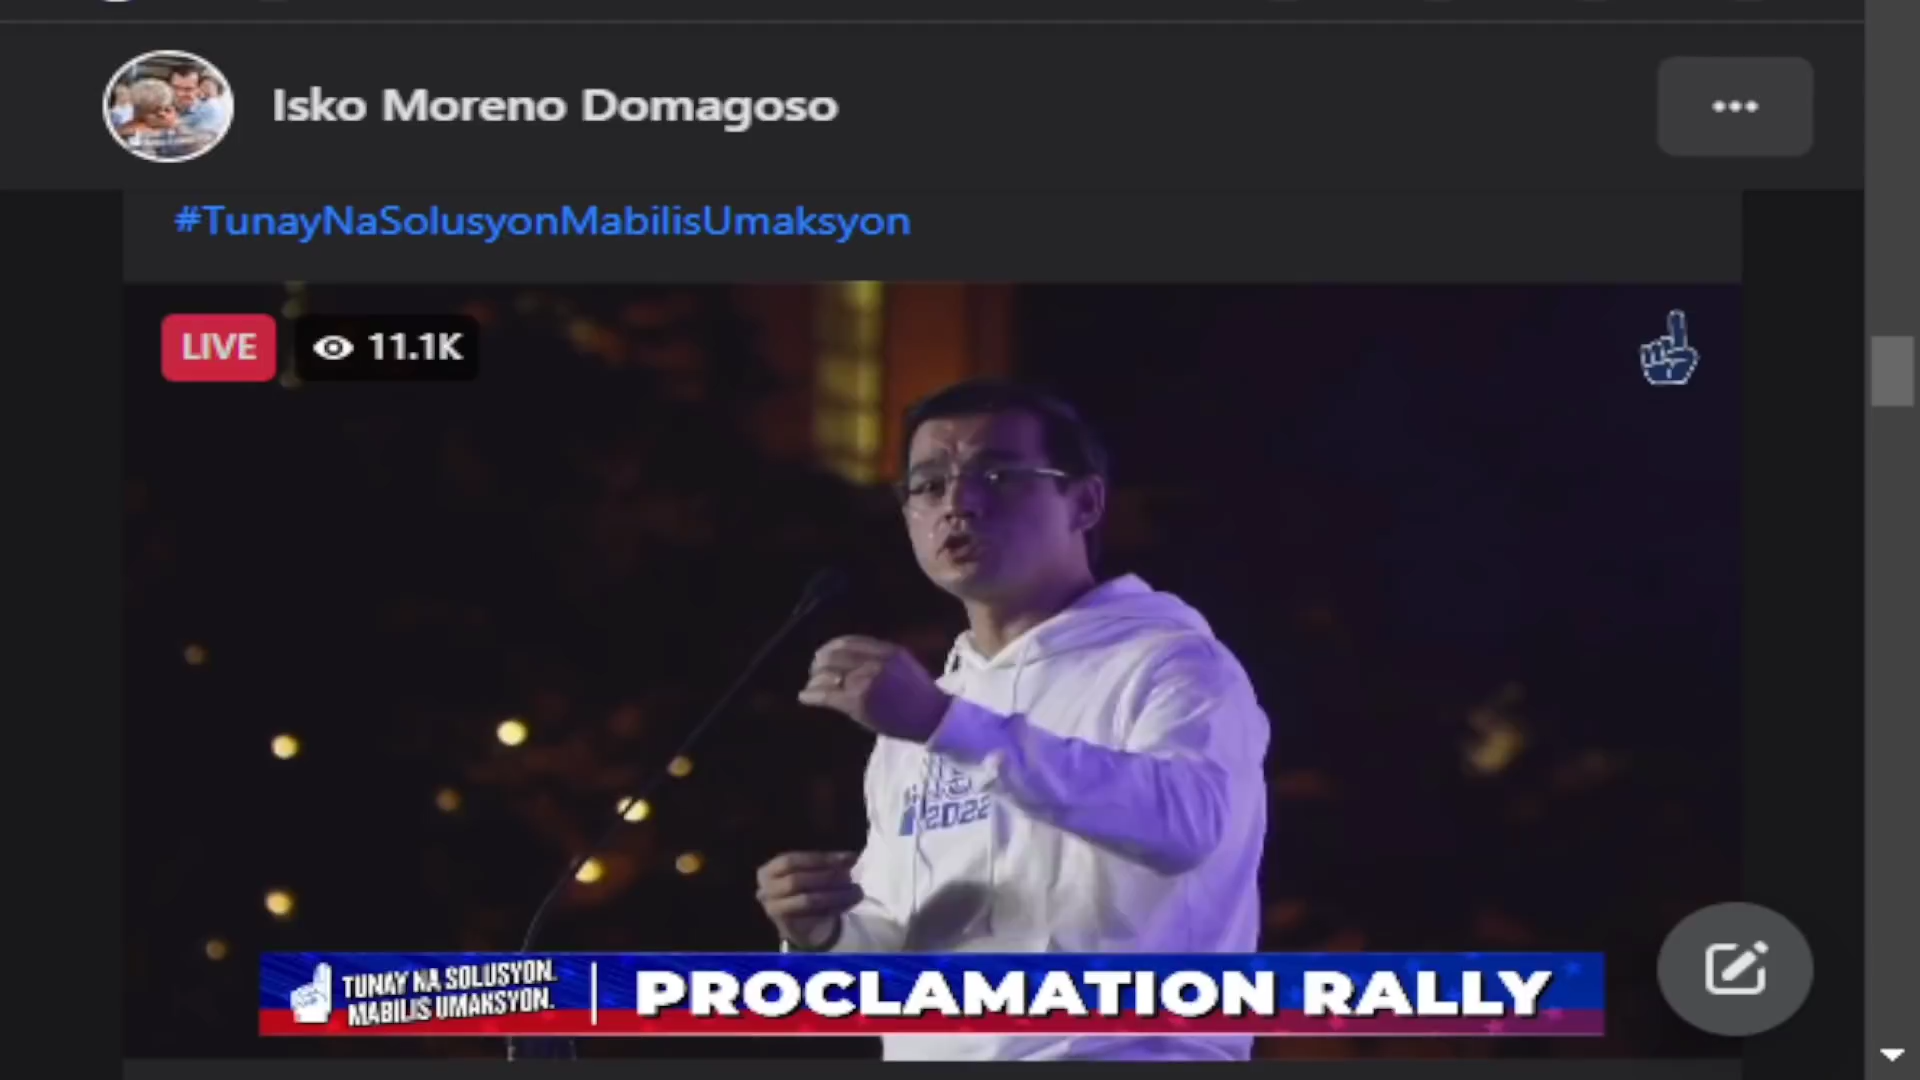 Isko Moreno Domagoso
#TunayNaSolusyonMabilisUmaksyon
LIVE
11.1K
2022
TUNAY NA SOLUSYON.
MABILIS UMAKSYON.
PROCLAMATION RALLY